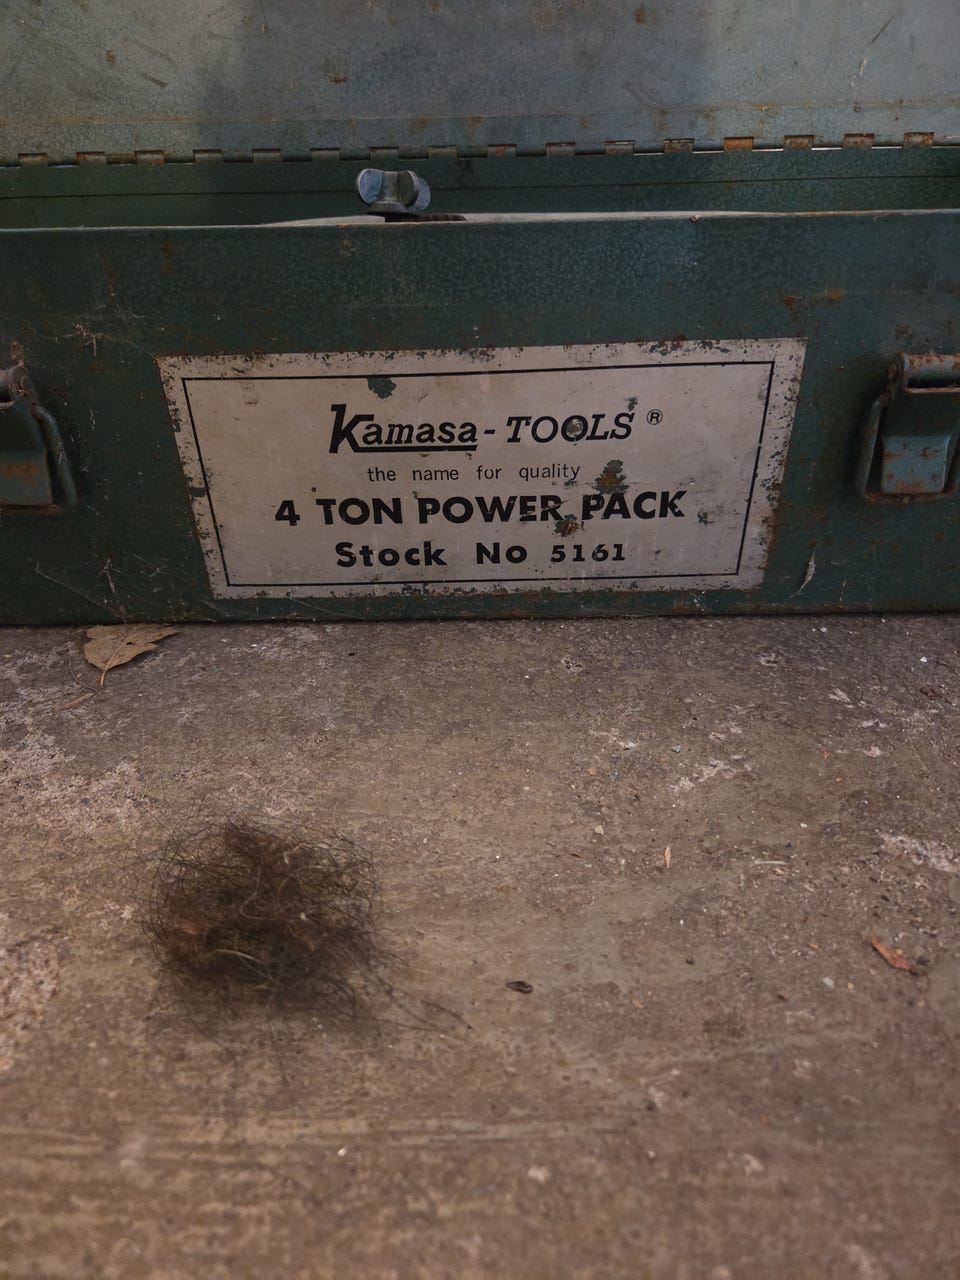 Kamasa-TOOLS ®
the name for quality
4 TON POWER PACK
Stock No 5161